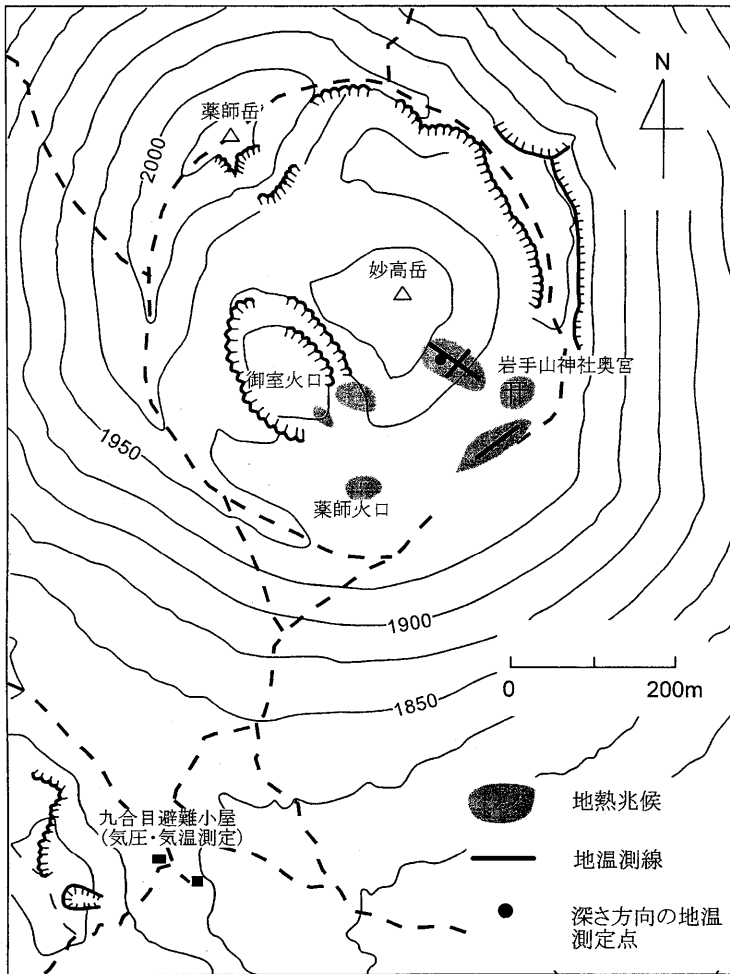 N
薬師岳
2000
妙高岳
岩手山神社奥宮
御室火口
1950
薬師火口
1900
0 200m
1850
地熱兆候
九合目避難小屋
(気圧・気温測定)
地温測線
深さ方向の地温
測定点